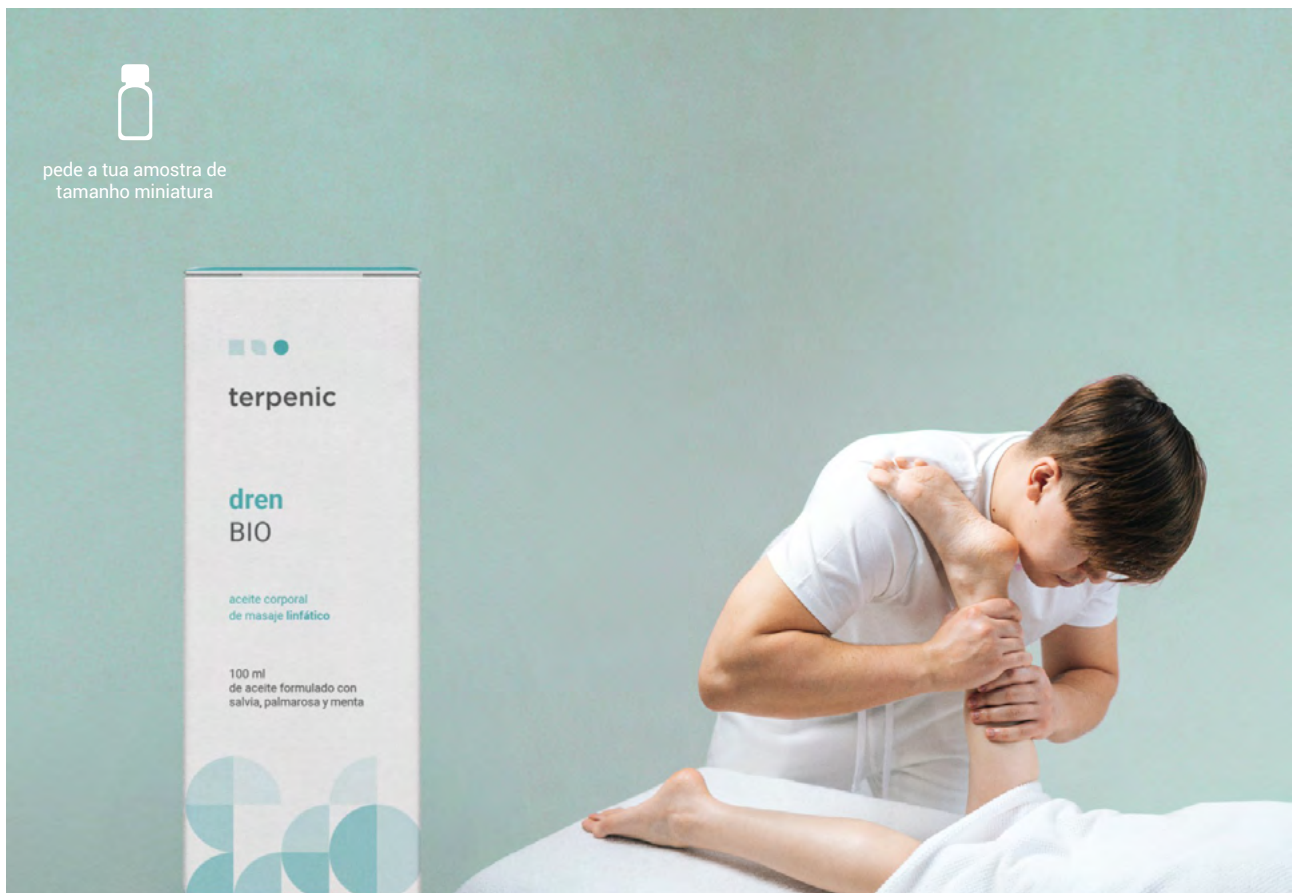 pede a tua amostra de
tamanho miniatura
terpenic
dren
BIO
aceite corporal
de masaje linfático
100 ml
de aceite formulado con
salvia, palmarosa y menta